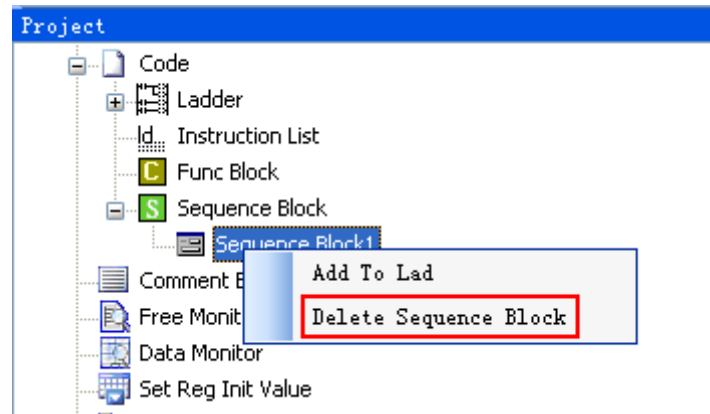 Project
Code
Ladder
Instruction List
C Func Block
S Sequence Block
Sequence Block1
Add To Lad
Comment
Delete Sequence Block
Free Monit
Data Monitor
Set Reg Init Value